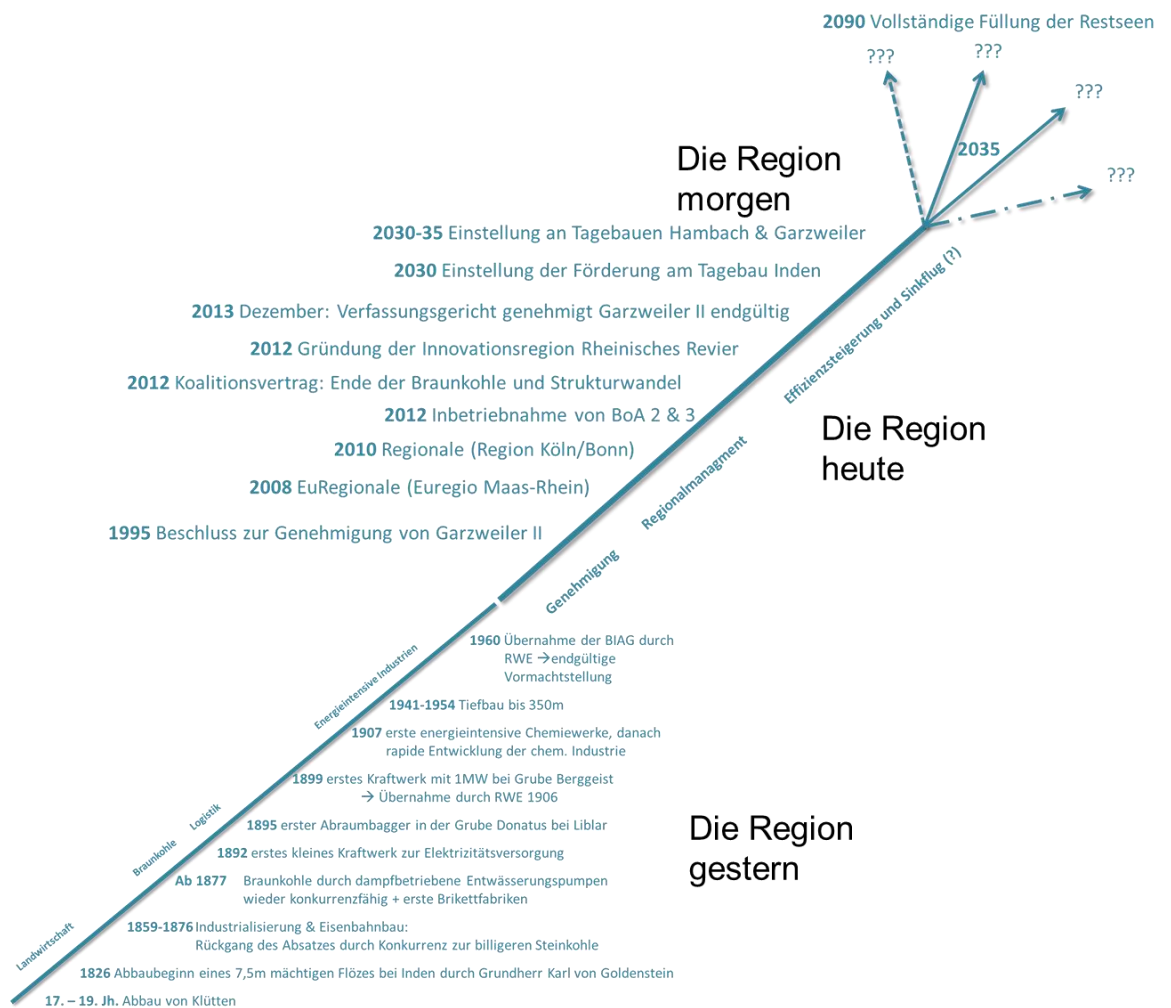 2090 Vollständige Füllung der Restseen
???
???
???
2035
???
Die Region
morgen
2030-35 Einstellung an Tagebauen Hambach & Garzweiler
2030 Einstellung der Förderung am Tagebau Inden
2013 Dezember: Verfassungsgericht genehmigt Garzweiler II endgültig
2012 Gründung der Innovationsregion Rheinisches Revier
2012 Koalitionsvertrag: Ende der Braunkohle und Strukturwandel
2012 Inbetriebnahme von BoA 2 & 3
2010 Regionale (Region Köln/Bonn)
2008 EuRegionale (Euregio Maas-Rhein)
1995 Beschluss zur Genehmigung von Garzweiler II
Effizienzsteigerung und Sinkflug (?)
Die Region
heute
Regionalmanagment
Genehmigung
1960 Übernahme der BIAG durch
RWE → endgültige
Vormachtstellung
Energieintensive Industrien
1941-1954 Tiefbau bis 350m
1907 erste energieintensive Chemiewerke, danach
rapide Entwicklung der chem. Industrie
1899 erstes Kraftwerk mit 1MW bei Grube Berggeist
→ Übernahme durch RWE 1906
Logistik
1895 erster Abraumbagger in der Grube Donatus bei Liblar
Die Region
gestern
Braunkohle
1892 erstes kleines Kraftwerk zur Elektrizitätsversorgung
Ab 1877 Braunkohle durch dampfbetriebene Entwässerungspumpen
wieder konkurrenzfähig + erste Brikettfabriken
Landwirtschaft
1859-1876 Industrialisierung & Eisenbahnbau:
Rückgang des Absatzes durch Konkurrenz zur billigeren Steinkohle
1826 Abbaubeginn eines 7,5m mächtigen Flözes bei Inden durch Grundherr Karl von Goldenstein
17. – 19. Jh. Abbau von Klütten